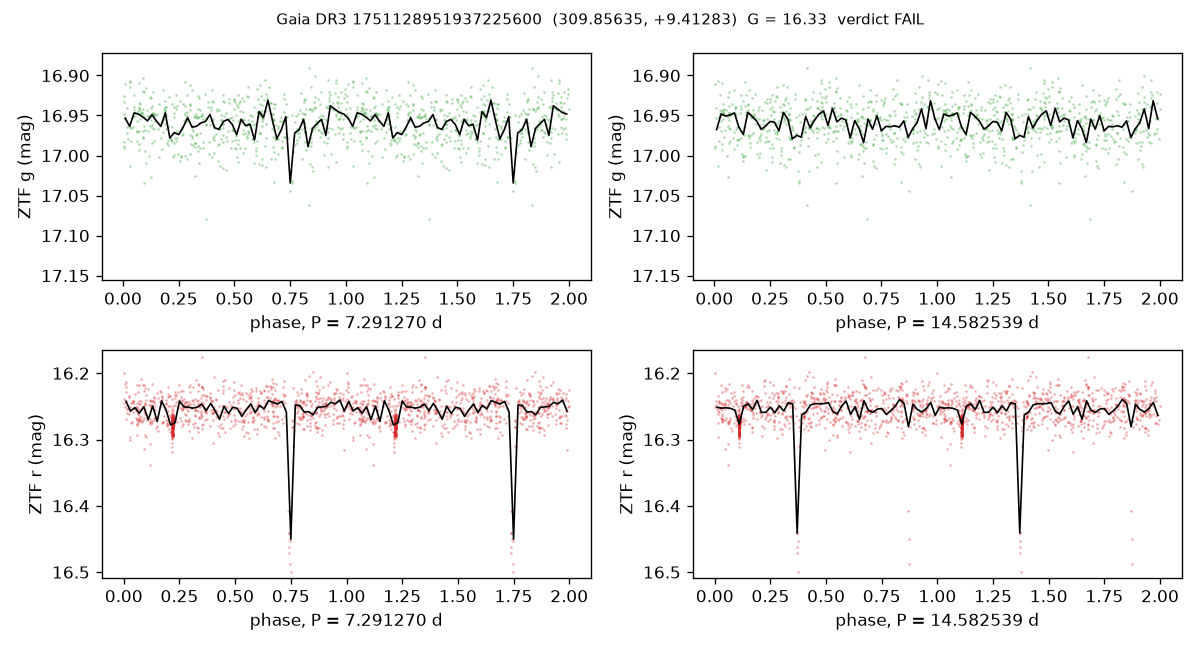 Gaia DR3 1751128951937225600  (309.85635, +9.41283)  G = 16.33  verdict FAIL
ZTF g (mag)
16.90
16.95
17.00
17.05
17.10
17.15
0.00 0.25 0.50 0.75 1.00 1.25 1.50 1.75 2.00
phase, P = 7.291270 d
ZTF g (mag)
16.90
16.95
17.00
17.05
17.10
17.15
0.00 0.25 0.50 0.75 1.00 1.25 1.50 1.75 2.00
phase, P = 14.582539 d
ZTF r (mag)
16.2
16.3
16.4
16.5
0.00 0.25 0.50 0.75 1.00 1.25 1.50 1.75 2.00
phase, P = 7.291270 d
ZTF r (mag)
16.2
16.3
16.4
16.5
0.00 0.25 0.50 0.75 1.00 1.25 1.50 1.75 2.00
phase, P = 14.582539 d